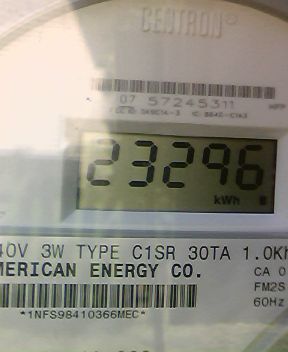 CENTRON®
07 57245311
23296
kWh
40V 3W TYPE C1SR 30TA 1.0Kh
MERICAN ENERGY CO.
CA 0
FM2S
60Hz
*1NFS98410366MEC*